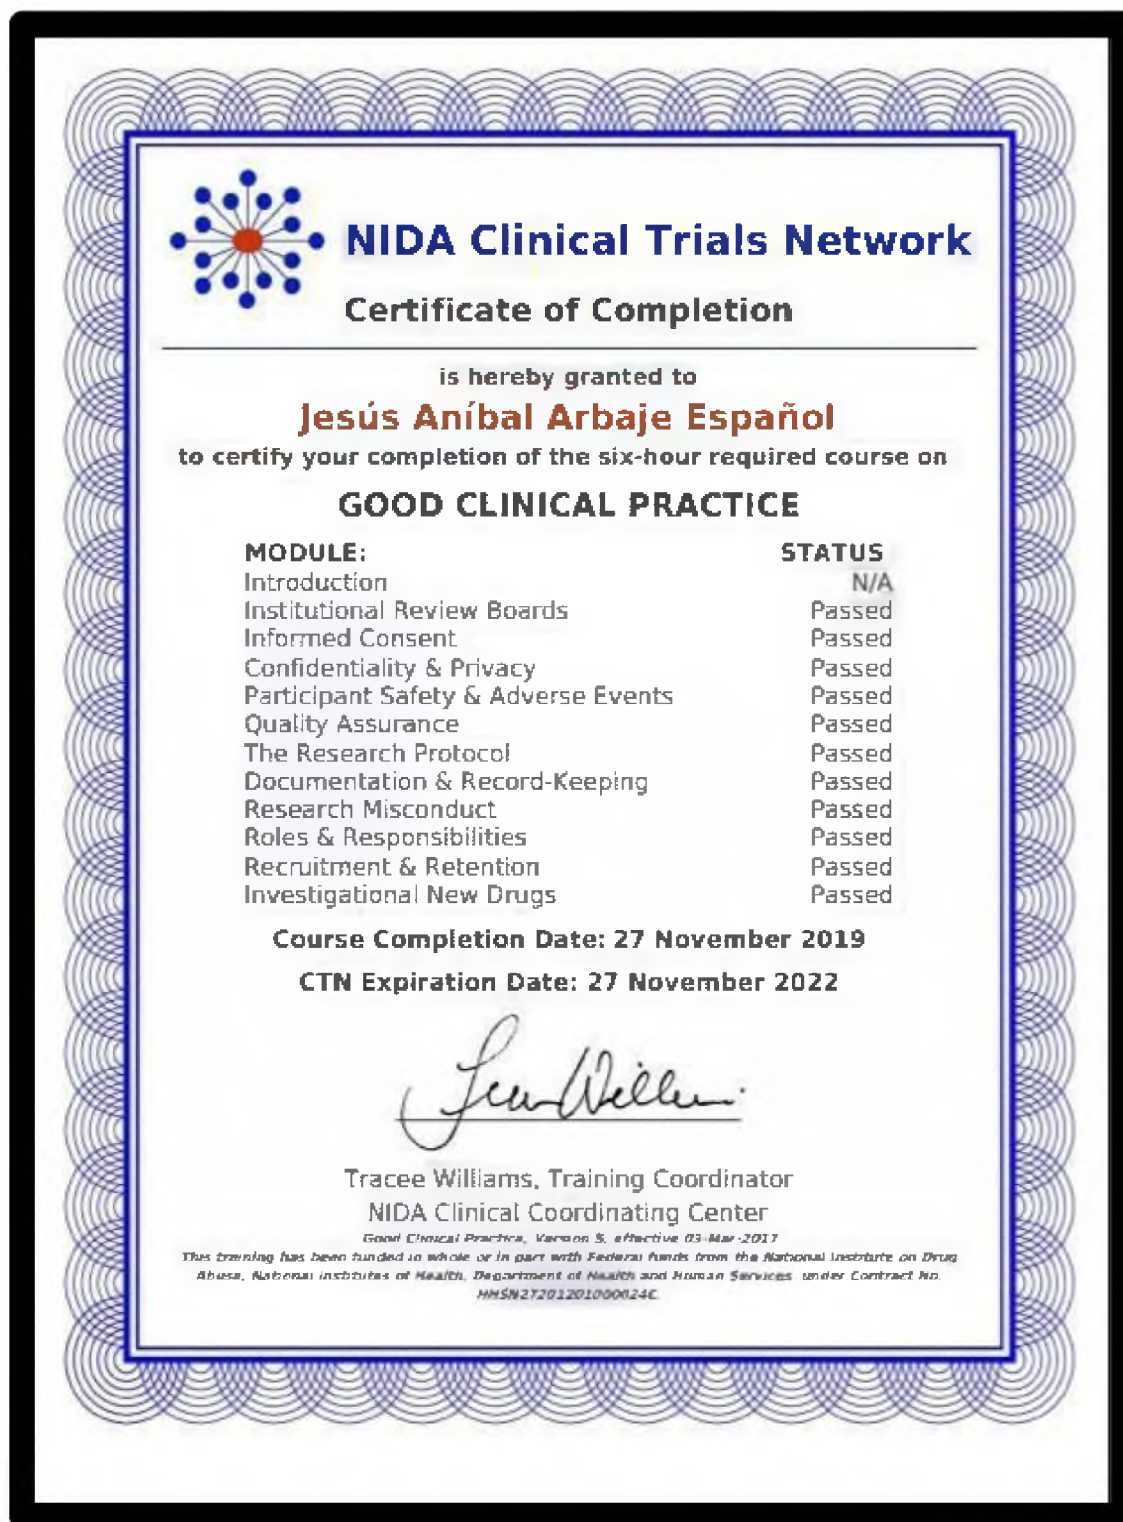 NIDA Clinical Trials Network
Certificate of Completion
is hereby granted to
Jesús Aníbal Arbaje Español
to certify your completion of the six-hour required course on
GOOD CLINICAL PRACTICE
MODULE: STATUS
Introduction N/A
Institutional Review Boards Passed
Informed Consent Passed
Confidentiality & Privacy Passed
Participant Safety & Adverse Events Passed
Quality Assurance Passed
The Research Protocol Passed
Documentation & Record-Keeping Passed
Research Misconduct Passed
Roles & Responsibilities Passed
Recruitment & Retention Passed
Investigational New Drugs Passed
Course Completion Date: 27 November 2019
CTN Expiration Date: 27 November 2022
Tracee Williams, Training Coordinator
NIDA Clinical Coordinating Center
Good Clinical Practice, Version 5, effective 03-Mar-2017
This training has been funded in whole or in part with Federal funds from the National Institute on Drug
Abuse, National Institutes of Health, Department of Health and Human Services, under Contract No.
HHSN27201201000024C.